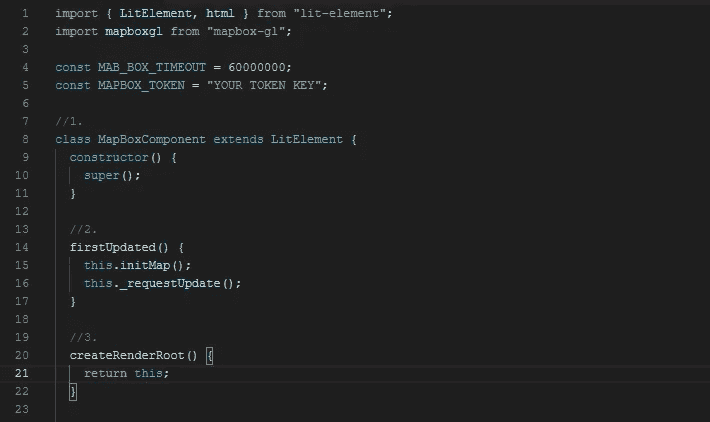 1 import { LitElement, html } from "lit-element";
2 import mapboxgl from "mapbox-gl";
3
4 const MAB_BOX_TIMEOUT = 60000000;
5 const MAPBOX_TOKEN = "YOUR TOKEN KEY";
6
7 //1.
8 class MapBoxComponent extends LitElement {
9 constructor() {
10 super();
11 }
12
13 //2.
14 firstUpdated() {
15 this.initMap();
16 this._requestUpdate();
17 }
18
19 //3.
20 createRenderRoot() {
21 return this;
22 }
23